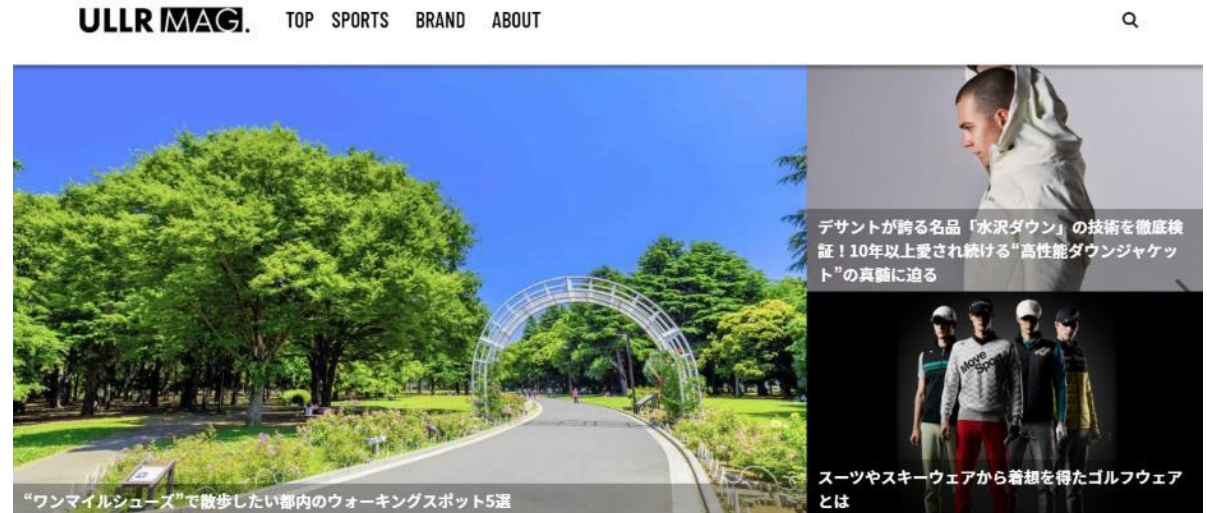 ULLR MAG.
TOP SPORTS BRAND ABOUT
“ワンマイルシューズ”で散歩したい都内のウォーキングスポット5選
デサントが誇る名品「水沢ダウン」の技術を徹底検
証！10年以上愛され続ける“高性能ダウンジャケッ
ト”の真髄に迫る
Move
Sport
スーツやスキーウェアから着想を得たゴルフウェア
とは